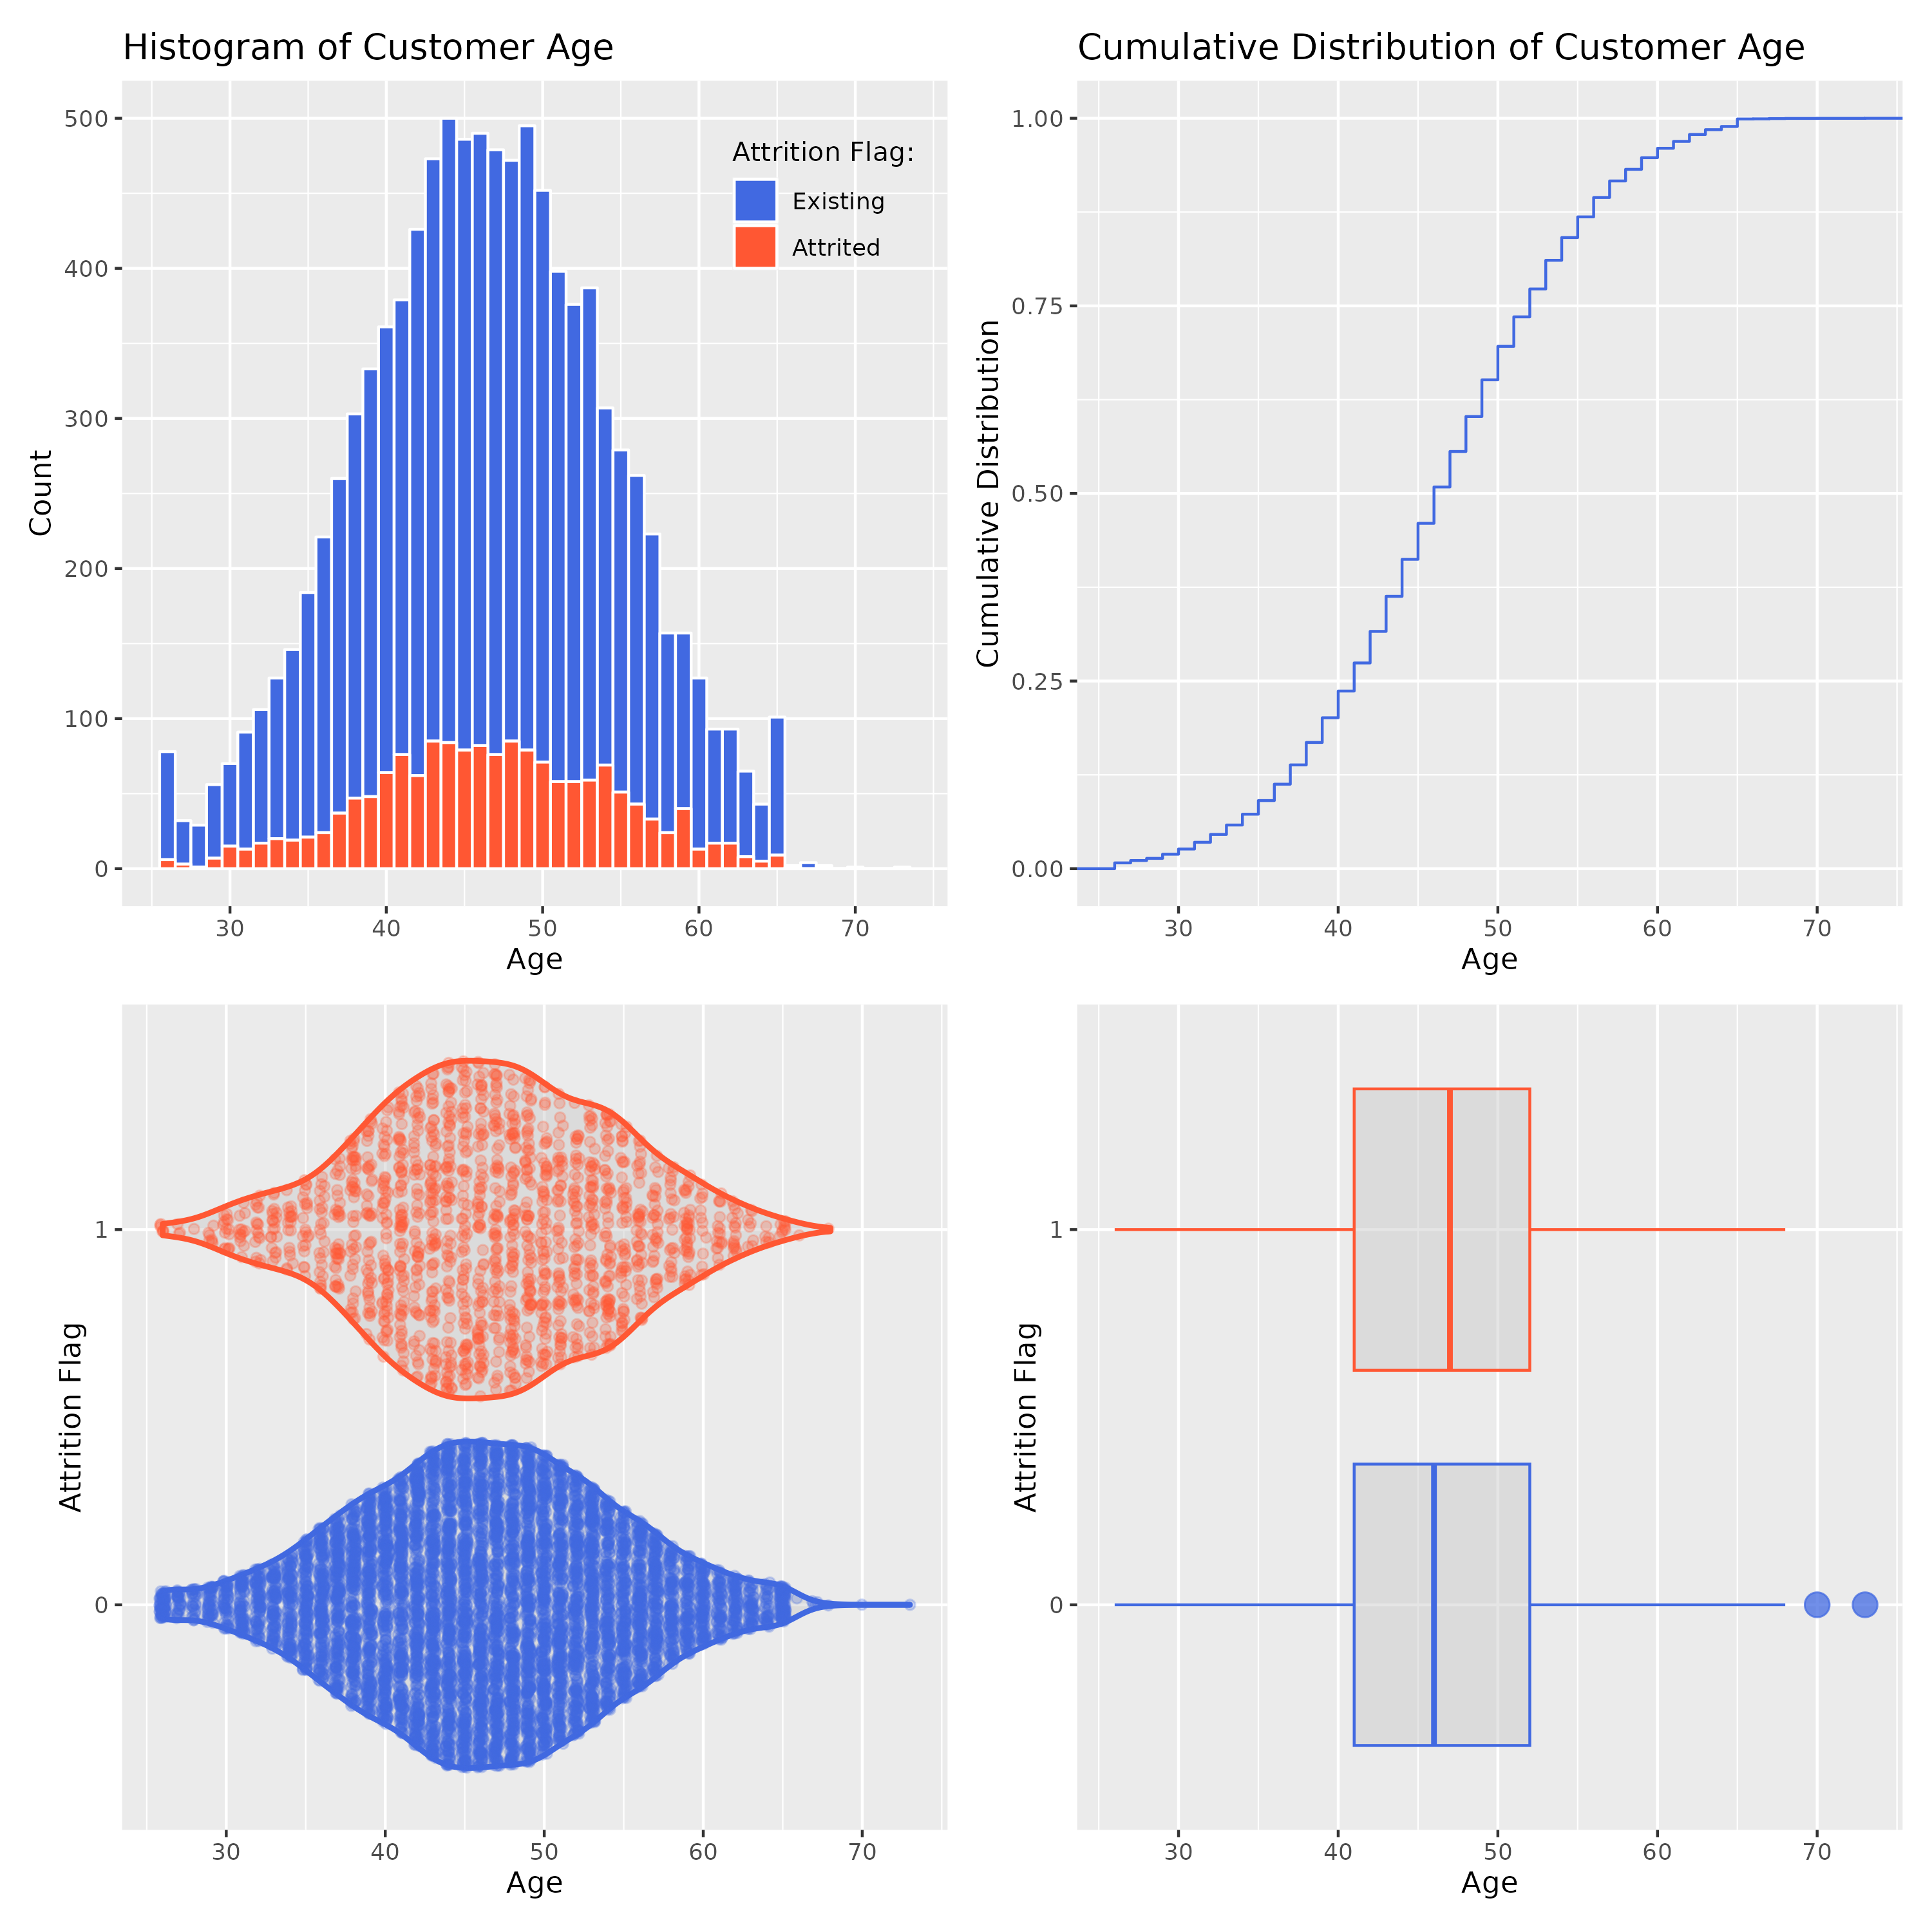 Histogram of Customer Age
500
400
300
200
100
0
Count
Attrition Flag:
Existing
Attrited
30 40 50 60 70
Age
Cumulative Distribution of Customer Age
1.00
0.75
0.50
0.25
0.00
Cumulative Distribution
30 40 50 60 70
Age
1
0
Attrition Flag
30 40 50 60 70
Age
1
0
Attrition Flag
30 40 50 60 70
Age